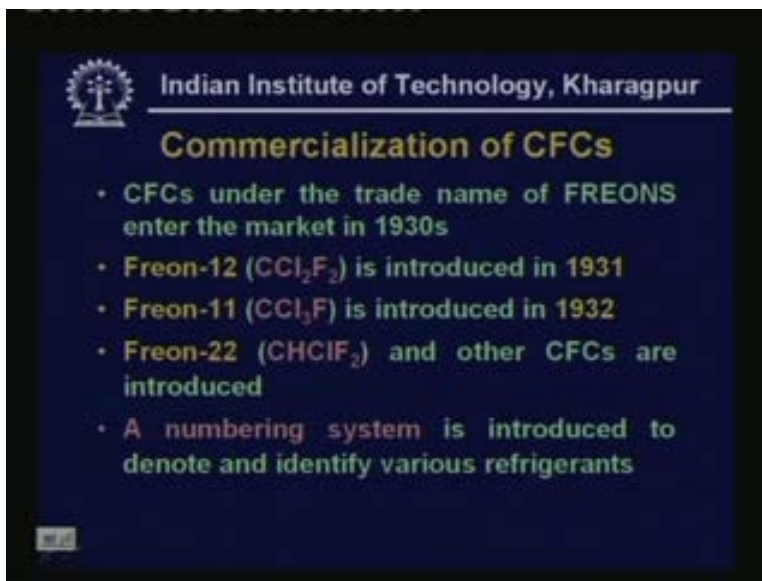 Indian Institute of Technology, Kharagpur
Commercialization of CFCs
• CFCs under the trade name of FREONS
enter the market in 1930s
• Freon-12 (CCl₂F₂) is introduced in 1931
• Freon-11 (CCl₃F) is introduced in 1932
• Freon-22 (CHClF₂) and other CFCs are
introduced
• A numbering system is introduced to
denote and identify various refrigerants